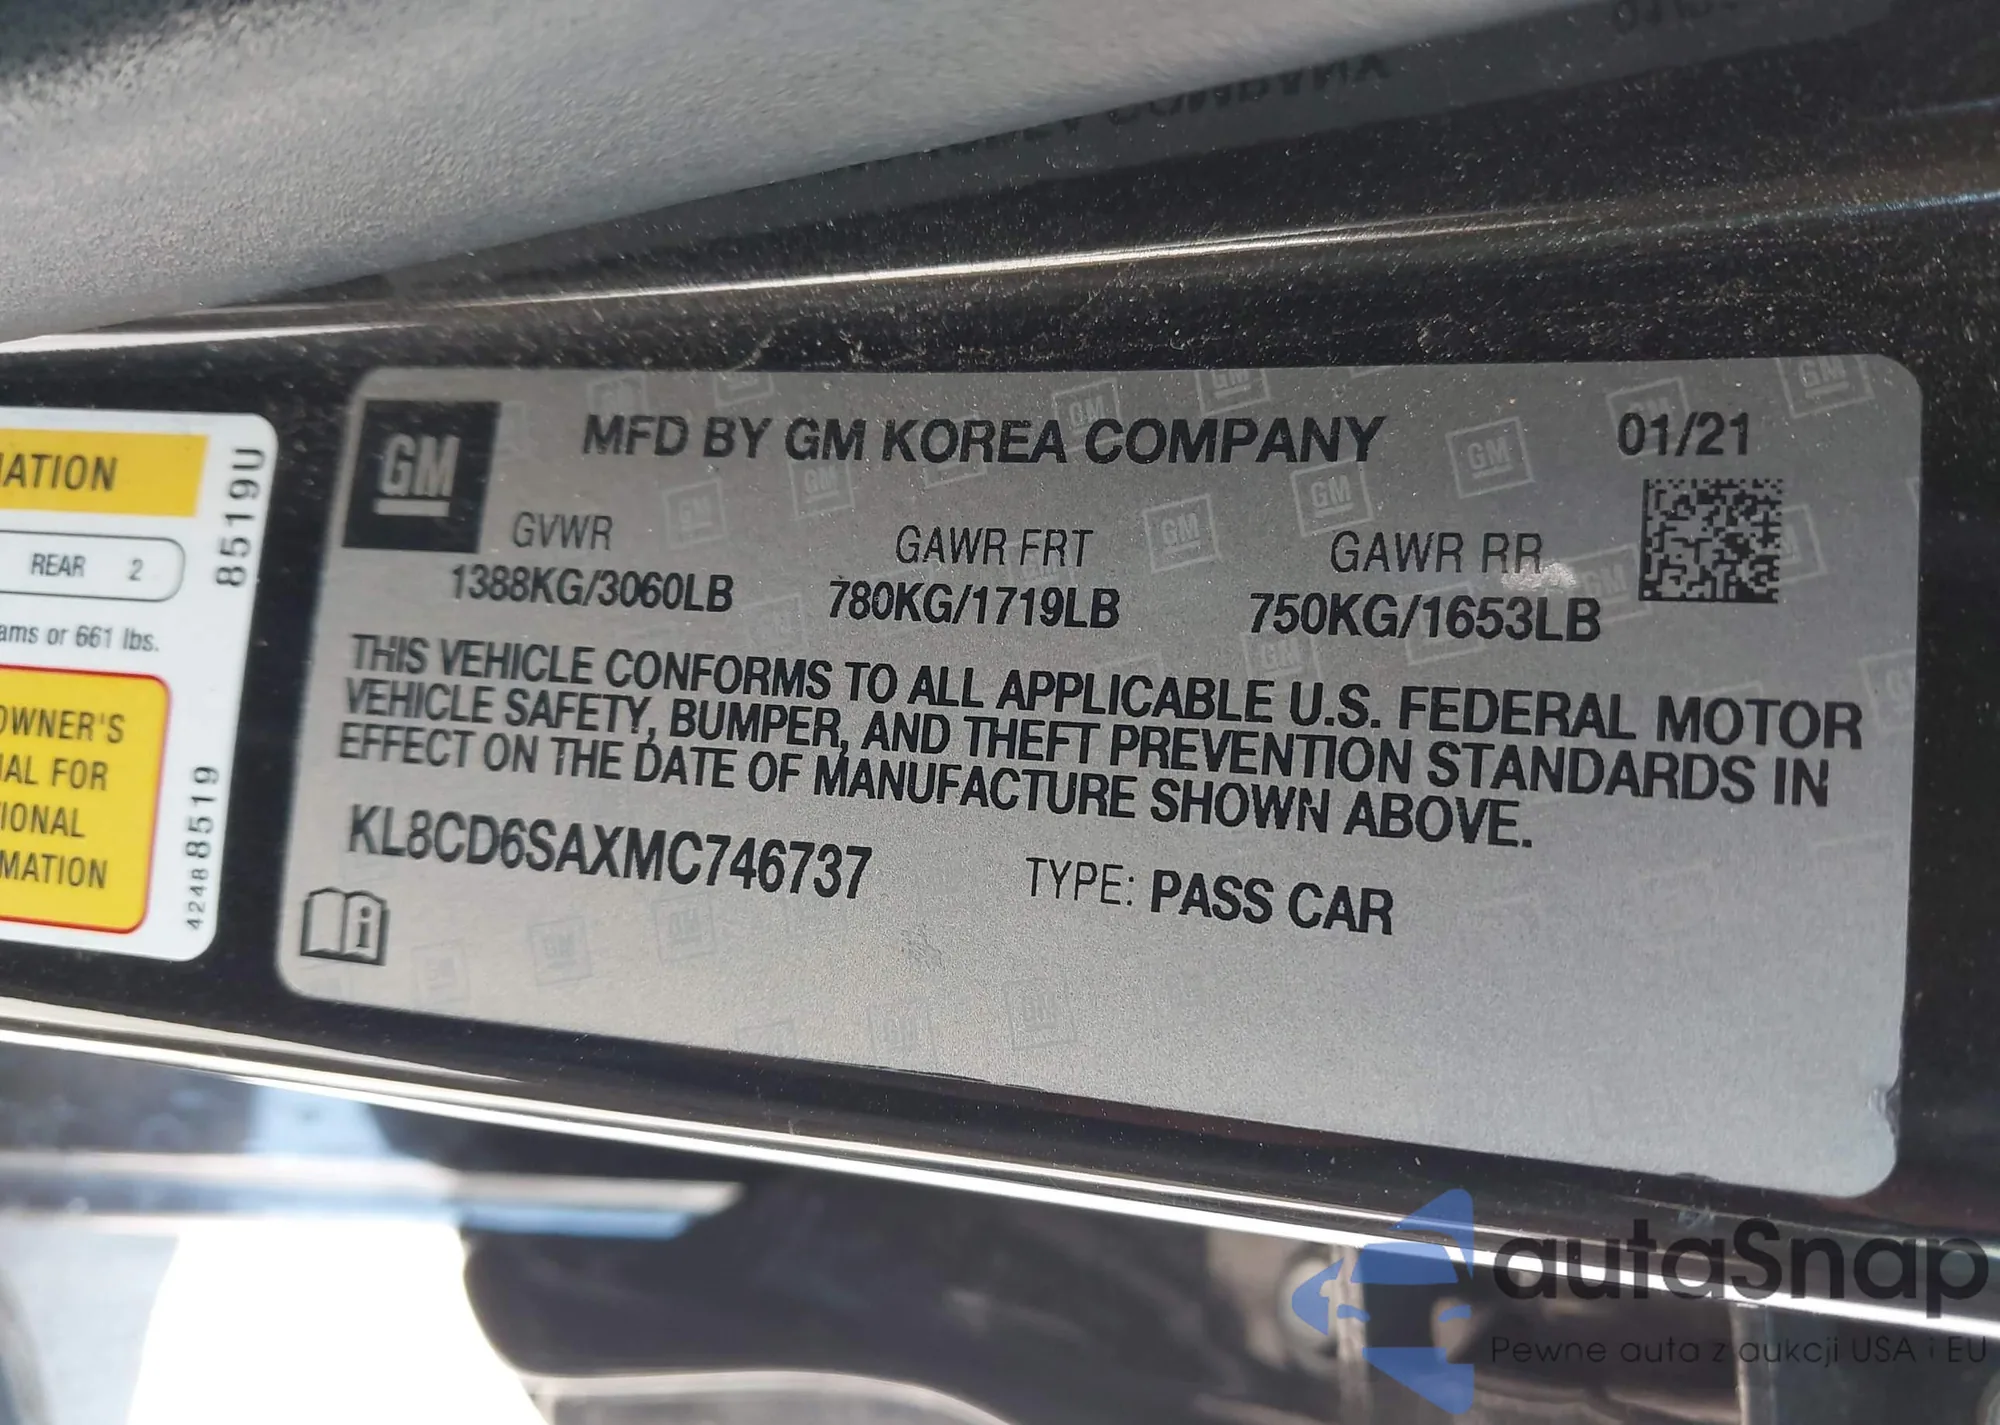 MATION
REAR 2
ams or 661 lbs.
OWNER'S
AL FOR
IONAL
MATION
8519U
42488519
GM
MFD BY GM KOREA COMPANY 01/21
GVWR GAWR FRT GAWR RR
1388KG/3060LB 780KG/1719LB 750KG/1653LB
THIS VEHICLE CONFORMS TO ALL APPLICABLE U.S. FEDERAL MOTOR
VEHICLE SAFETY, BUMPER, AND THEFT PREVENTION STANDARDS IN
EFFECT ON THE DATE OF MANUFACTURE SHOWN ABOVE.
KL8CD6SAXMC746737 TYPE: PASS CAR
autaSnap
Pewne auta z aukcji USA i EU